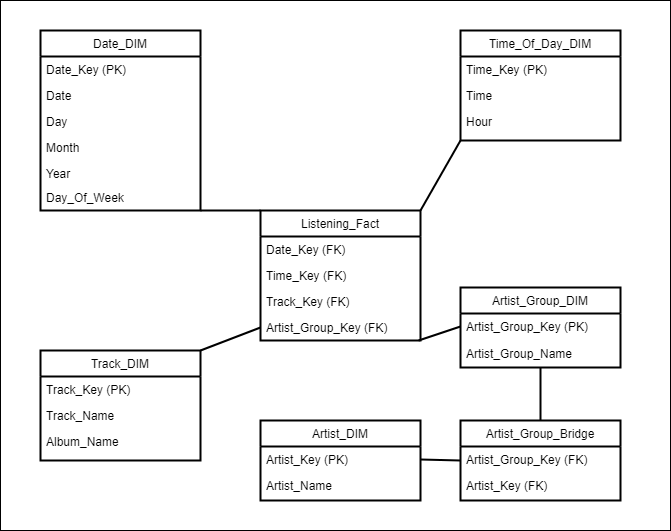 Date_DIM
Date_Key (PK)
Date
Day
Month
Year
Day_Of_Week
Time_Of_Day_DIM
Time_Key (PK)
Time
Hour
Listening_Fact
Date_Key (FK)
Time_Key (FK)
Track_Key (FK)
Artist_Group_Key (FK)
Artist_Group_DIM
Artist_Group_Key (PK)
Artist_Group_Name
Track_DIM
Track_Key (PK)
Track_Name
Album_Name
Artist_DIM
Artist_Key (PK)
Artist_Name
Artist_Group_Bridge
Artist_Group_Key (FK)
Artist_Key (FK)